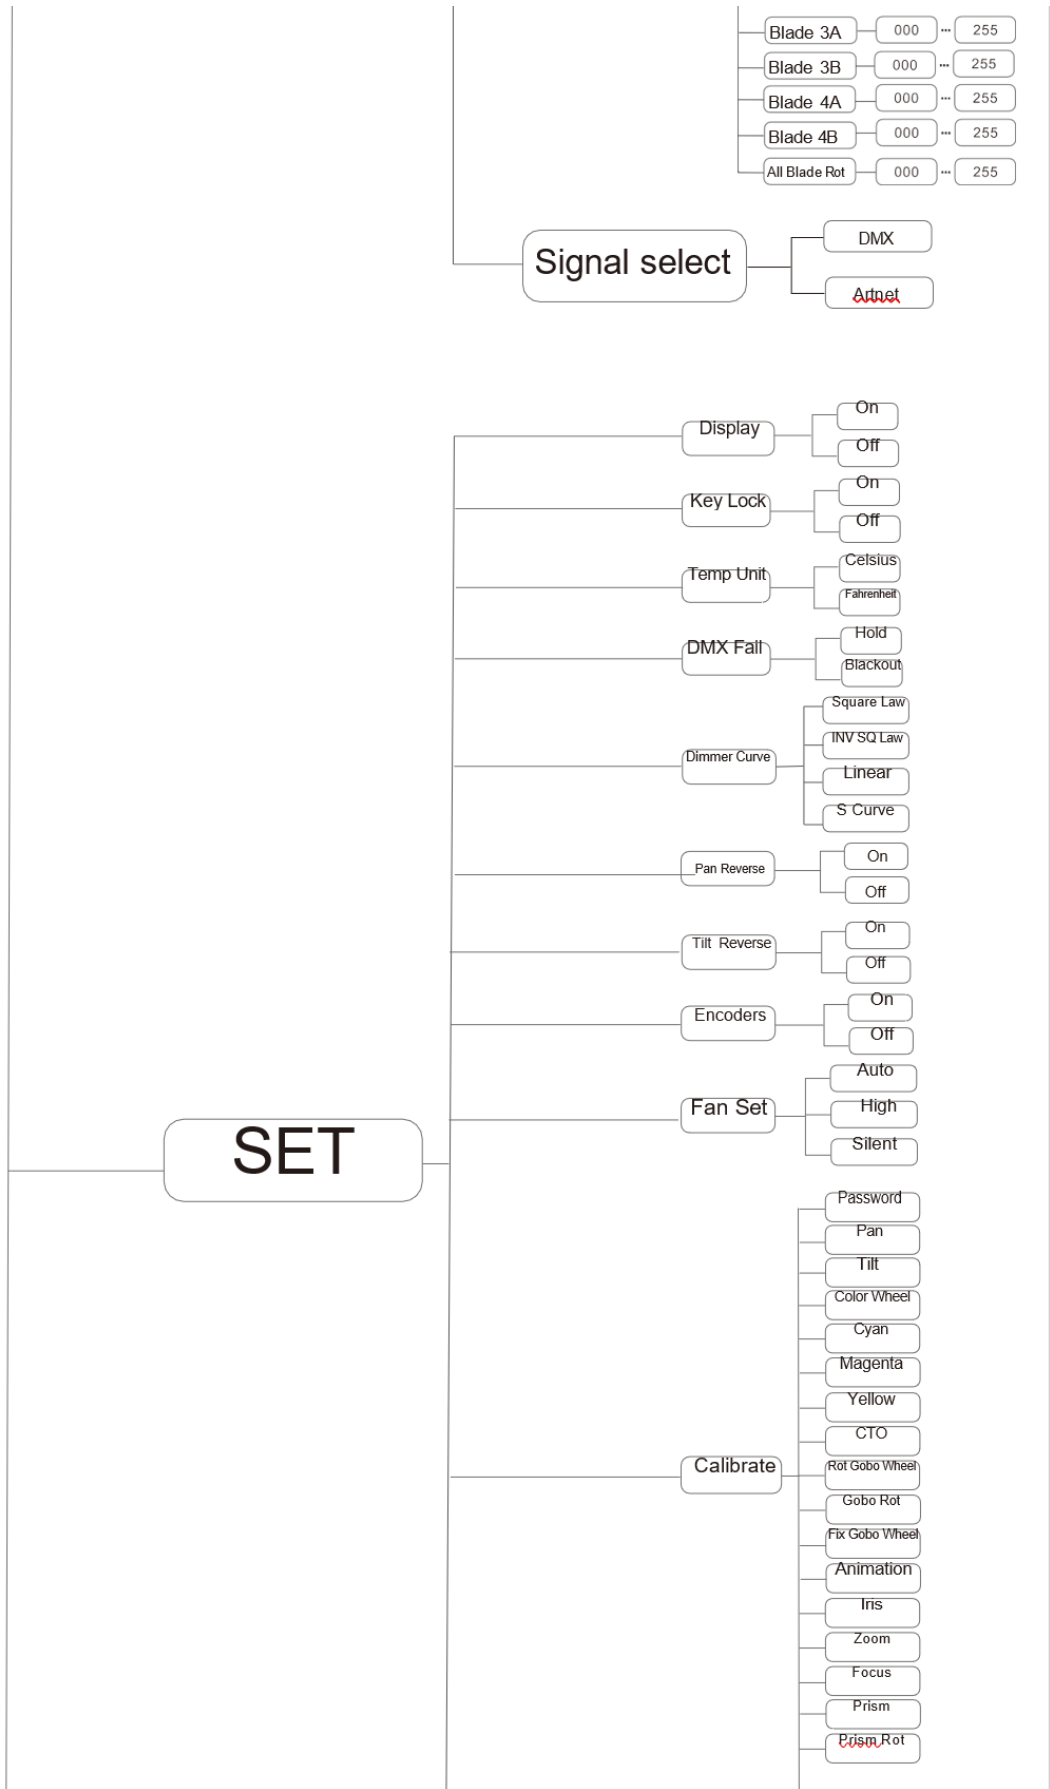 Blade 3A 000 ... 255
Blade 3B 000 ... 255
Blade 4A 000 ... 255
Blade 4B 000 ... 255
All Blade Rot 000 ... 255
Signal select
DMX
Artnet
Display
On
Off
Key Lock
On
Off
Temp Unit
Celsius
Fahrenheit
DMX Fall
Hold
Blackout
Dimmer Curve
Square Law
INV SQ Law
Linear
S Curve
Pan Reverse
On
Off
Tilt Reverse
On
Off
Encoders
On
Off
Fan Set
Auto
High
Silent
SET
Calibrate
Password
Pan
Tilt
Color Wheel
Cyan
Magenta
Yellow
CTO
Rot Gobo Wheel
Gobo Rot
Fix Gobo Wheel
Animation
Iris
Zoom
Focus
Prism
Prism Rot